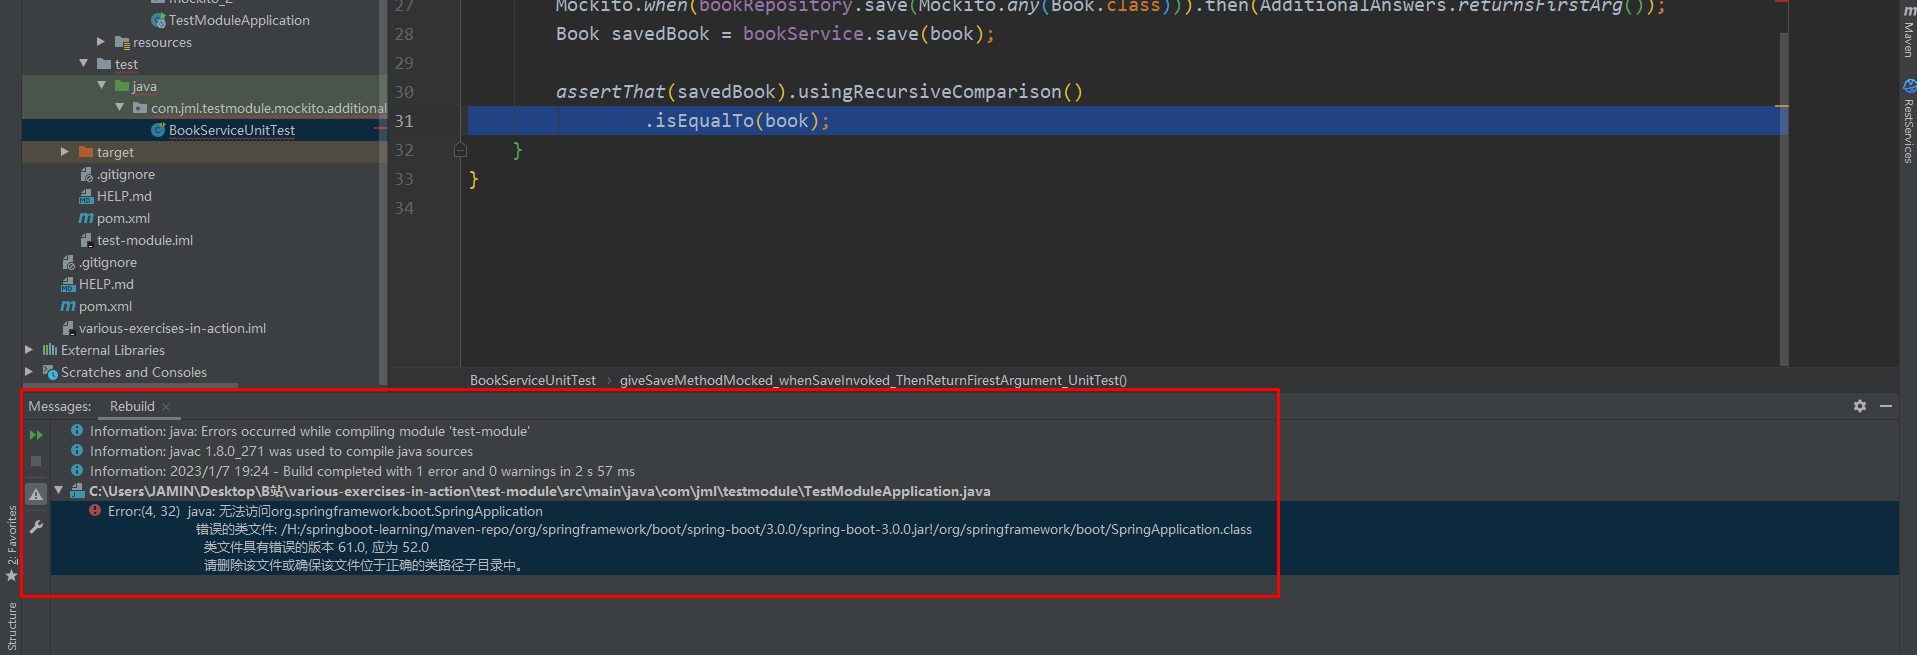 mockito_2
TestModuleApplication
resources
test
java
com.jml.testmodule.mockito.additional
BookServiceUnitTest
target
.gitignore
HELP.md
pom.xml
test-module.iml
.gitignore
HELP.md
pom.xml
various-exercises-in-action.iml
External Libraries
Scratches and Consoles
27 Mockito.when(bookRepository.save(Mockito.any(Book.class))).then(AdditionalAnswers.returnsFirstArg());
28 Book savedBook = bookService.save(book);
29
30 assertThat(savedBook).usingRecursiveComparison()
31 .isEqualTo(book);
32 }
33 }
34
BookServiceUnitTest › giveSaveMethodMocked_whenSaveInvoked_ThenReturnFirestArgument_UnitTest()
Maven
RestServices
Messages: Rebuild ×
Information: java: Errors occurred while compiling module 'test-module'
Information: javac 1.8.0_271 was used to compile java sources
Information: 2023/1/7 19:24 - Build completed with 1 error and 0 warnings in 2 s 57 ms
C:\Users\JAMIN\Desktop\B站\various-exercises-in-action\test-module\src\main\java\com\jml\testmodule\TestModuleApplication.java
Error:(4, 32) java: 无法访问org.springframework.boot.SpringApplication
错误的类文件: /H:/springboot-learning/maven-repo/org/springframework/boot/spring-boot/3.0.0/spring-boot-3.0.0.jar!/org/springframework/boot/SpringApplication.class
类文件具有错误的版本 61.0, 应为 52.0
请删除该文件或确保该文件位于正确的类路径子目录中。
2: Favorites
Structure